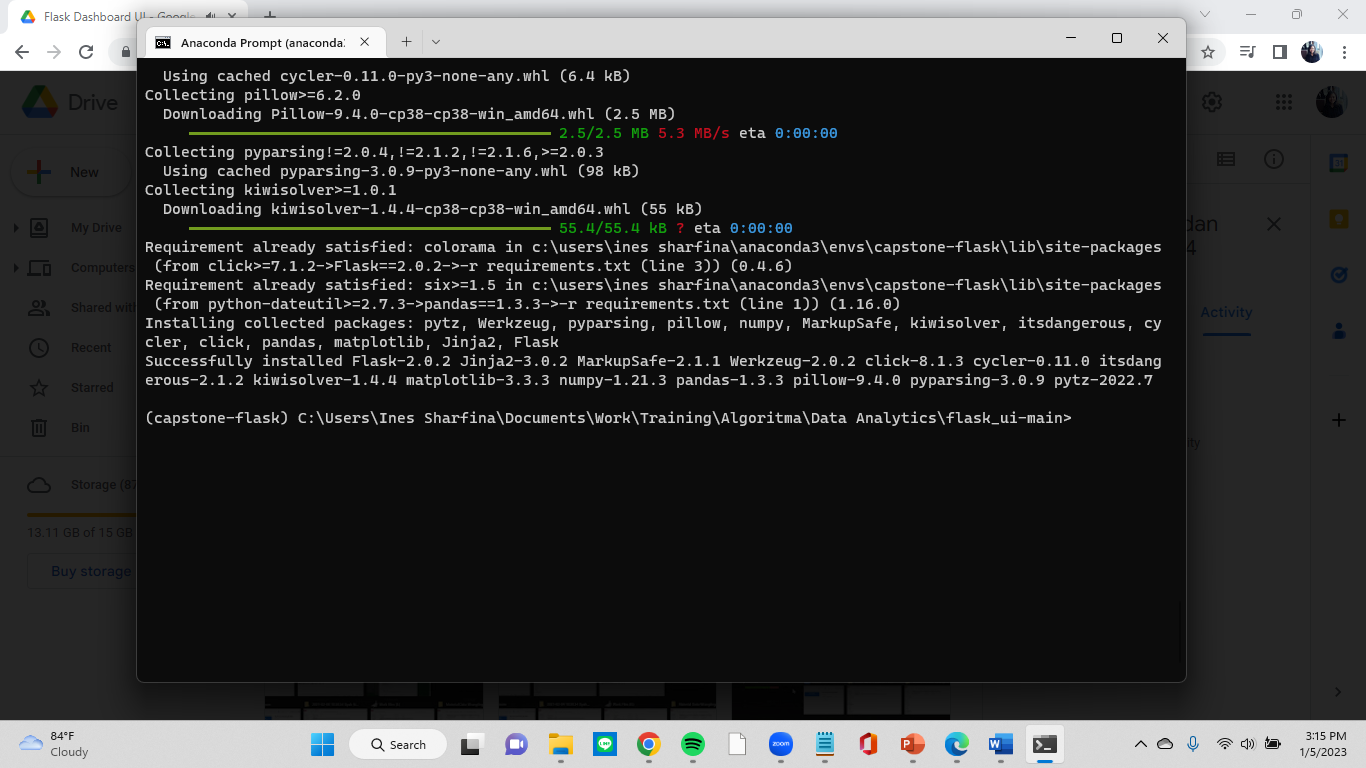 Flask Dashboard UI - Google
Anaconda Prompt (anaconda
Using cached cycler-0.11.0-py3-none-any.whl (6.4 kB)
Collecting pillow>=6.2.0
Downloading Pillow-9.4.0-cp38-cp38-win_amd64.whl (2.5 MB)
2.5/2.5 MB 5.3 MB/s eta 0:00:00
Collecting pyparsing!=2.0.4,!=2.1.2,!=2.1.6,>=2.0.3
Using cached pyparsing-3.0.9-py3-none-any.whl (98 kB)
Collecting kiwisolver>=1.0.1
Downloading kiwisolver-1.4.4-cp38-cp38-win_amd64.whl (55 kB)
55.4/55.4 kB ? eta 0:00:00
Requirement already satisfied: colorama in c:\users\ines sharfina\anaconda3\envs\capstone-flask\lib\site-packages
(from click>=7.1.2->Flask==2.0.2->-r requirements.txt (line 3)) (0.4.6)
Requirement already satisfied: six>=1.5 in c:\users\ines sharfina\anaconda3\envs\capstone-flask\lib\site-packages
(from python-dateutil>=2.7.3->pandas==1.3.3->-r requirements.txt (line 1)) (1.16.0)
Installing collected packages: pytz, Werkzeug, pyparsing, pillow, numpy, MarkupSafe, kiwisolver, itsdangerous, cy
cler, click, pandas, matplotlib, Jinja2, Flask
Successfully installed Flask-2.0.2 Jinja2-3.0.2 MarkupSafe-2.1.1 Werkzeug-2.0.2 click-8.1.3 cycler-0.11.0 itsdang
erous-2.1.2 kiwisolver-1.4.4 matplotlib-3.3.3 numpy-1.21.3 pandas-1.3.3 pillow-9.4.0 pyparsing-3.0.9 pytz-2022.7
(capstone-flask) C:\Users\Ines Sharfina\Documents\Work\Training\Algoritma\Data Analytics\flask_ui-main>
Drive
New
My Drive
Computers
Shared with
Recent
Starred
Bin
Storage (87
13.11 GB of 15 GB
Buy storage
dan
4
Activity
ity
31
84°F
Cloudy
Search
zoom
3:15 PM
1/5/2023